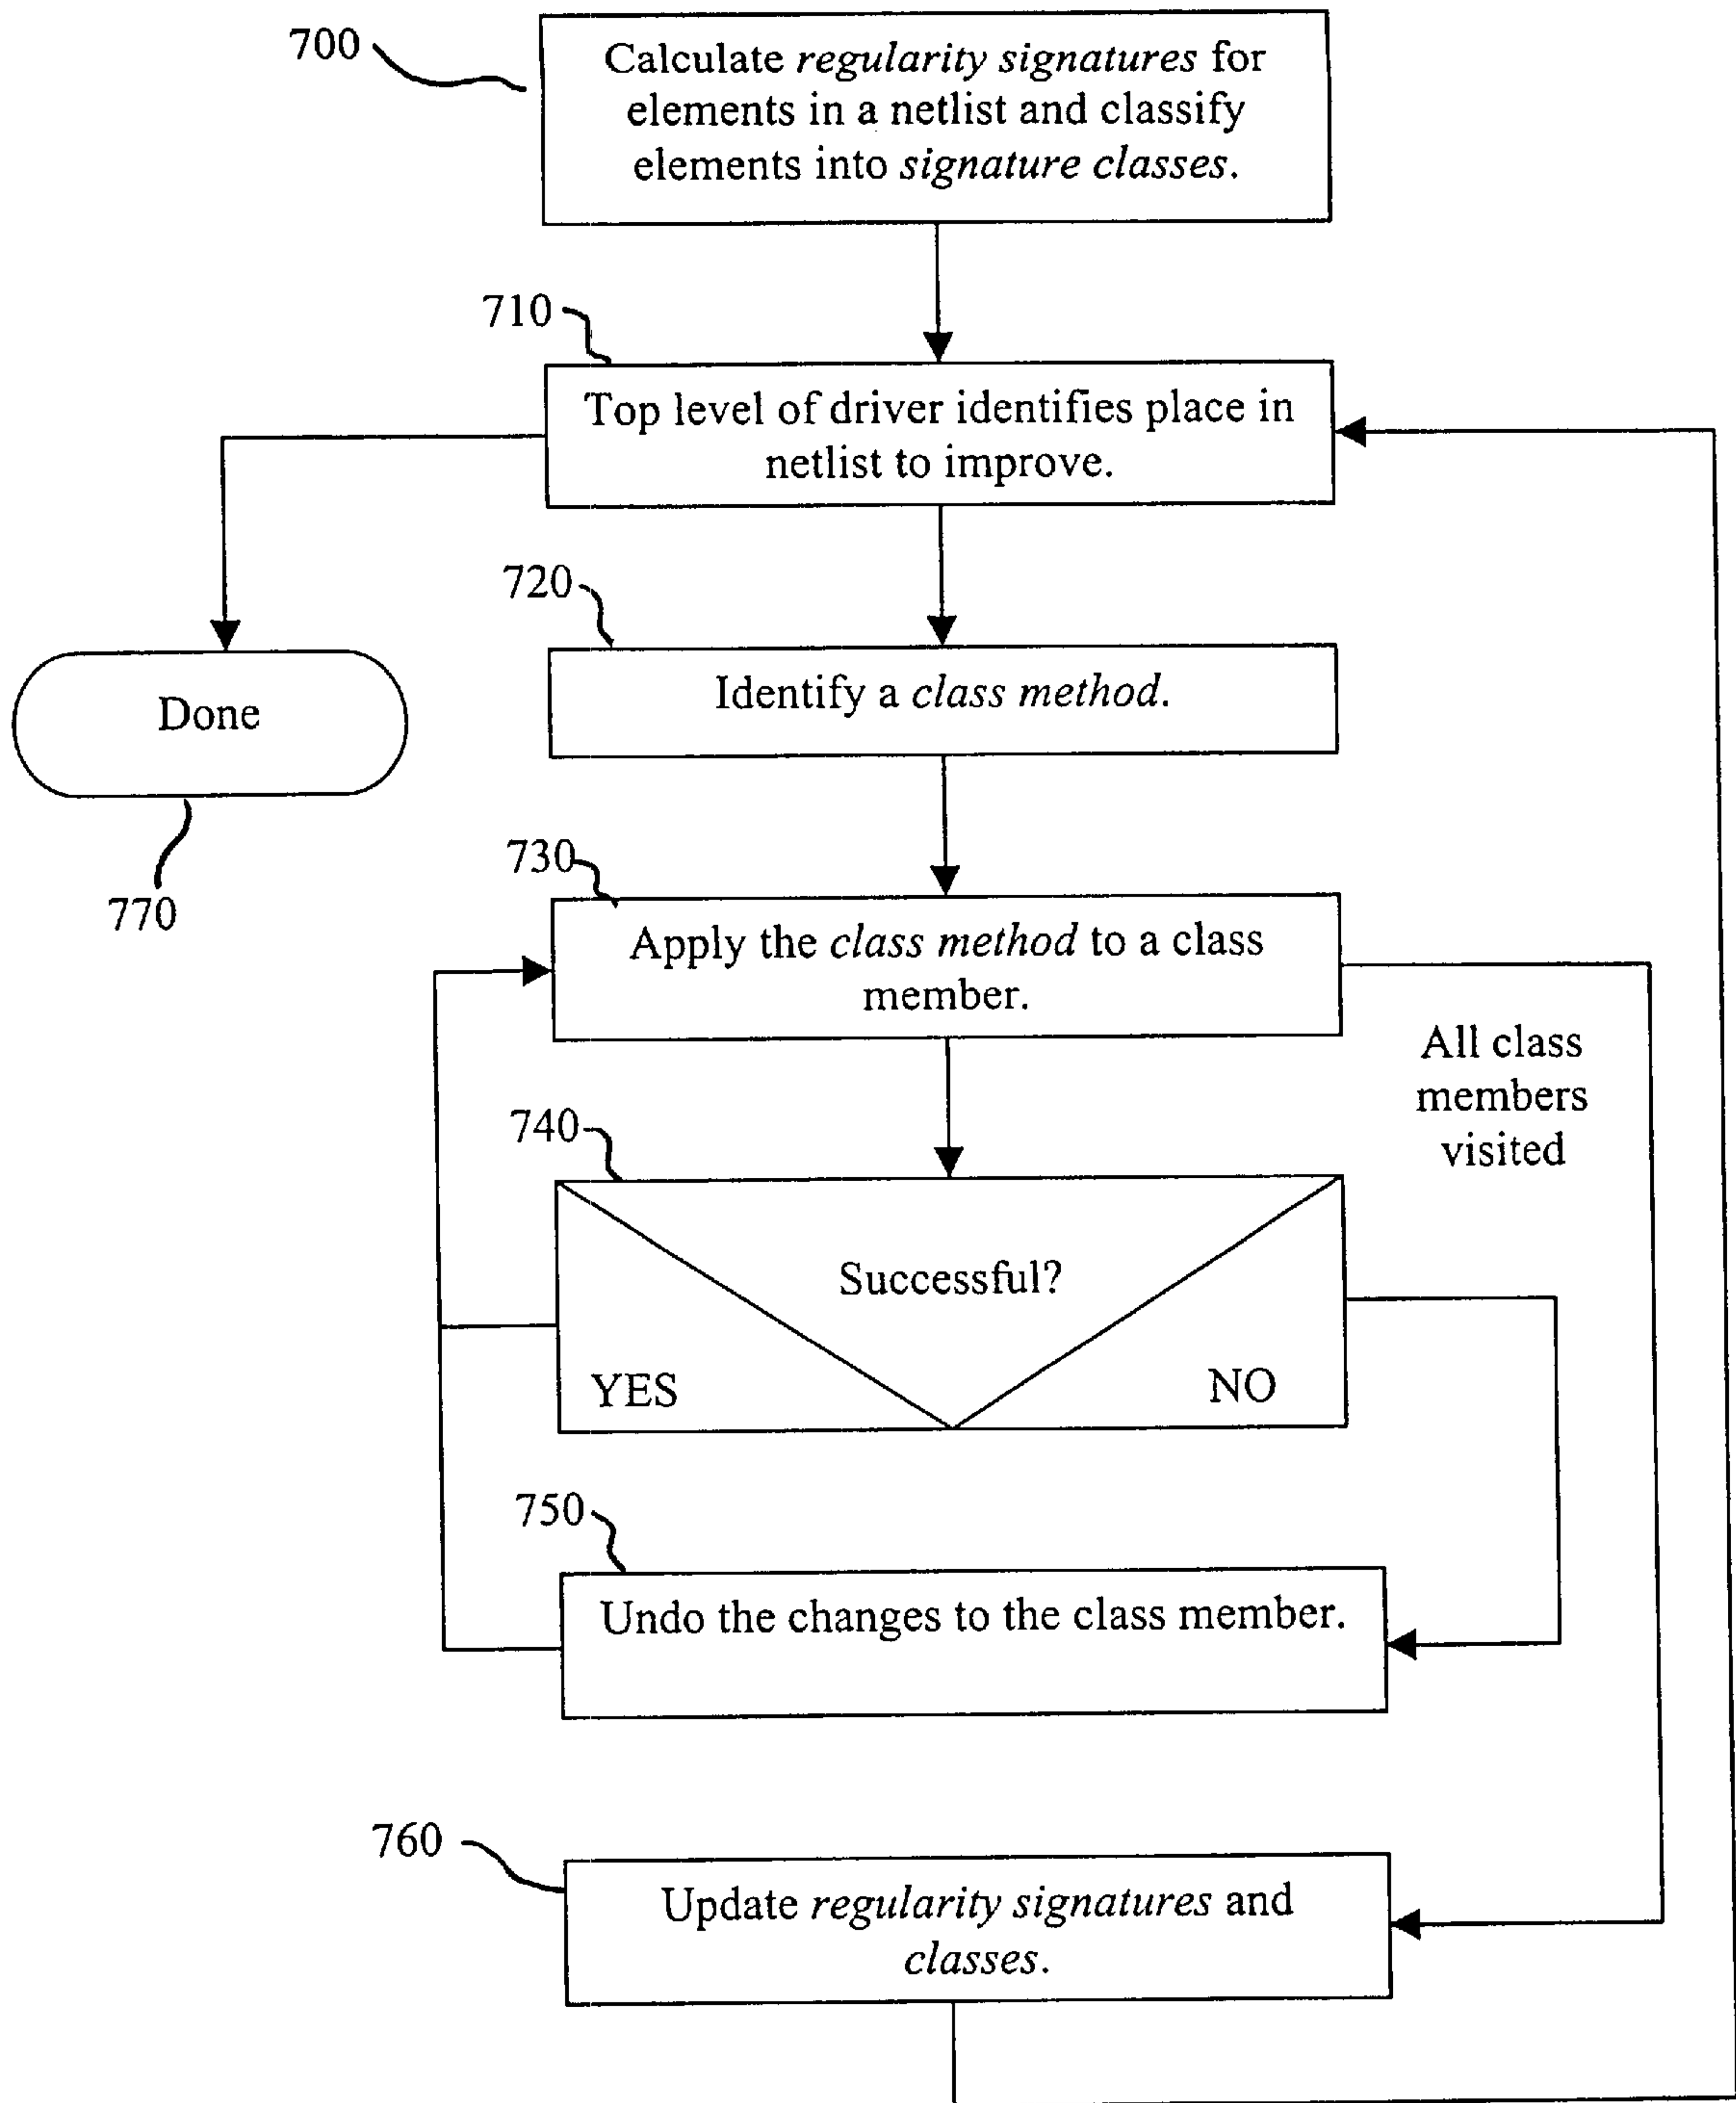 700
Calculate regularity signatures for
elements in a netlist and classify
elements into signature classes.
710
Top level of driver identifies place in
netlist to improve.
720
Identify a class method.
Done
770
730
Apply the class method to a class
member.
All class
members
visited
740
Successful?
YES
NO
750
Undo the changes to the class member.
760
Update regularity signatures and
classes.